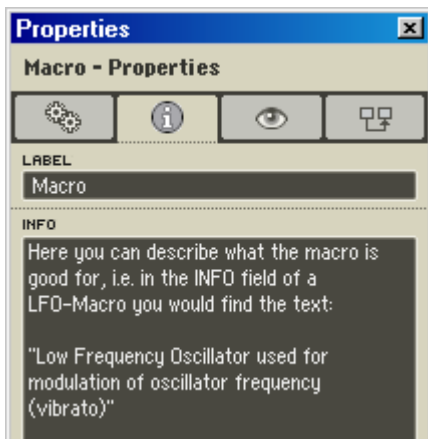 Properties
Macro - Properties
LABEL
Macro
INFO
Here you can describe what the macro is
good for, i.e. in the INFO field of a
LFO-Macro you would find the text:
"Low Frequency Oscillator used for
modulation of oscillator frequency
(vibrato)"